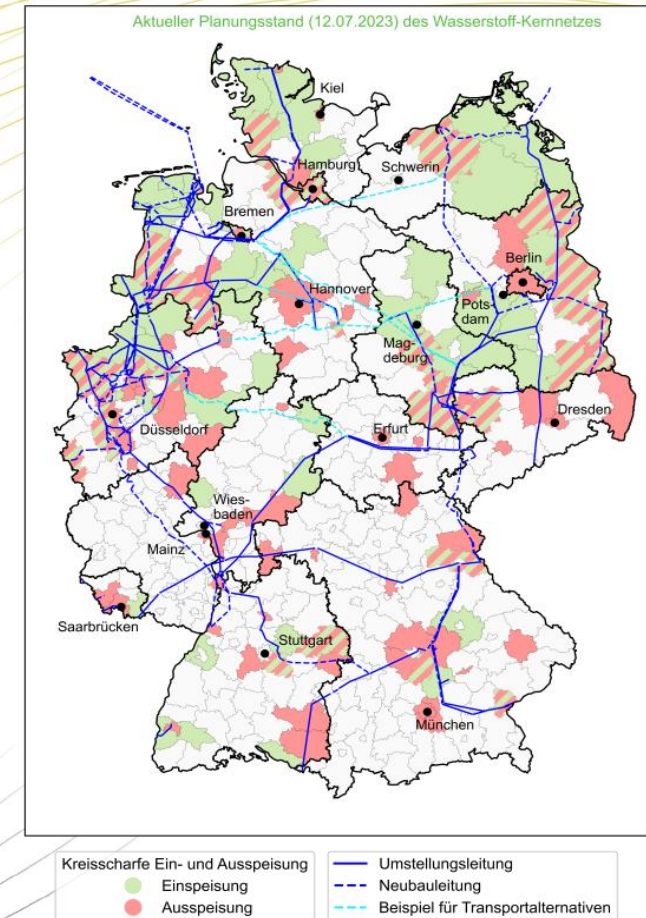 Aktueller Planungsstand (12.07.2023) des Wasserstoff-Kernnetzes
Kiel
Hamburg
Schwerin
Bremen
Berlin
Hannover
Pots
dam
Mag-
deburg
Düsseldorf
Erfurt
Dresden
Wies-
baden
Mainz
Saarbrücken
Stuttgart
München
Kreisscharfe Ein- und Ausspeisung
Einspeisung
Ausspeisung
Umstellungsleitung
Neubauleitung
Beispiel für Transportalternativen